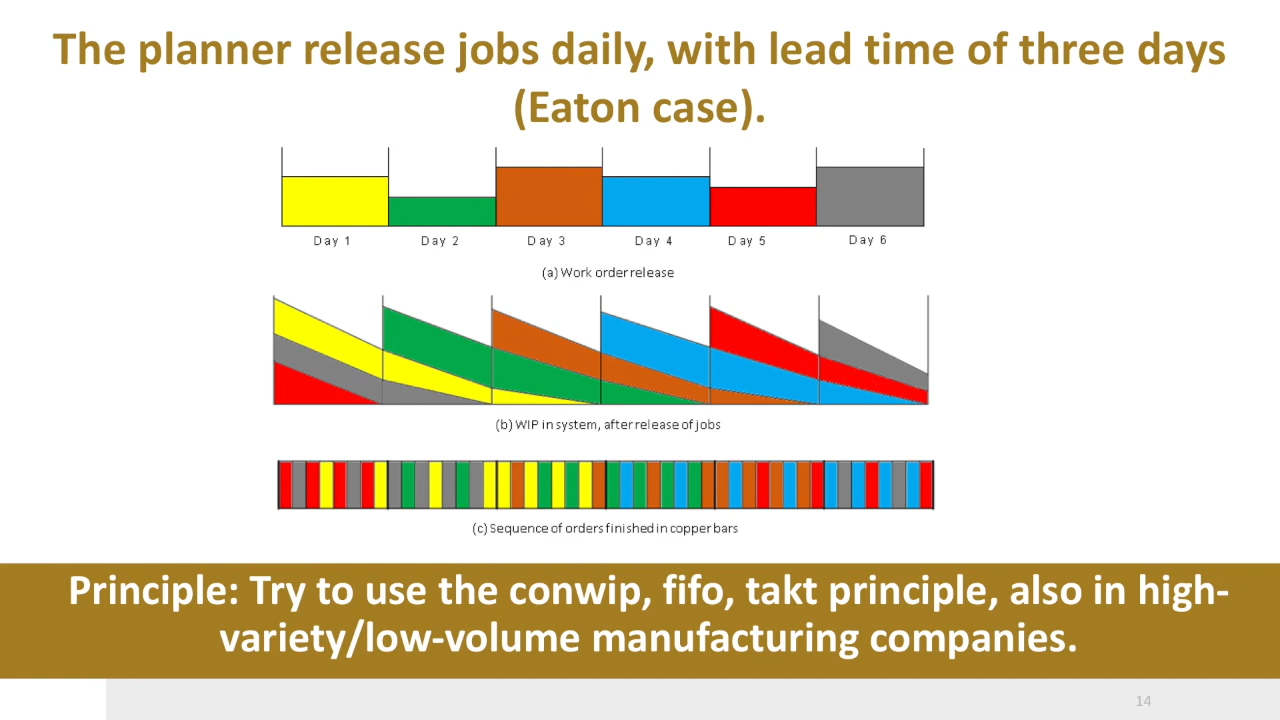 The planner release jobs daily, with lead time of three days
(Eaton case).
Day 1 Day 2 Day 3 Day 4 Day 5 Day 6
(a) Work order release
(b) WIP in system, after release of jobs
(c) Sequence of orders finished in copper bars
Principle: Try to use the conwip, fifo, takt principle, also in high-
variety/low-volume manufacturing companies.
14